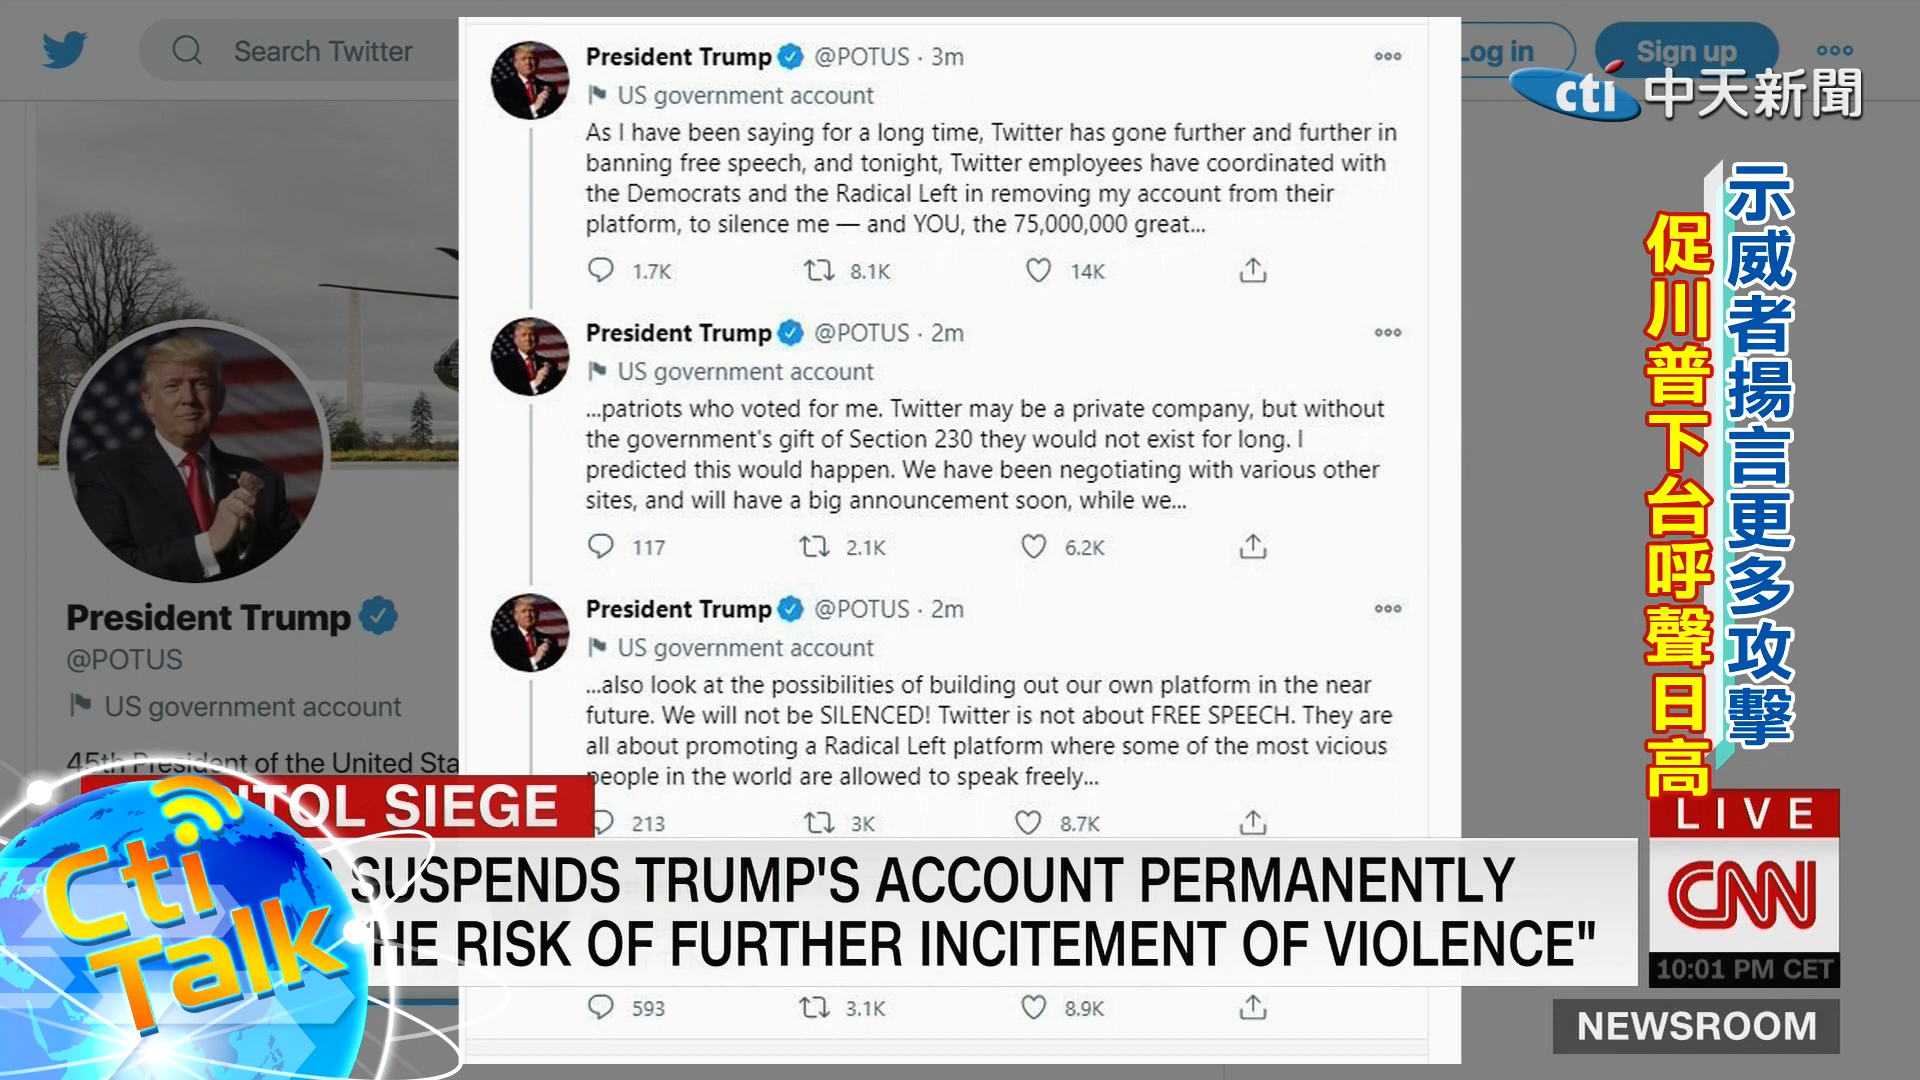 Search Twitter
Log in
Sign up
cti 中天新聞
President Trump @POTUS · 3m
US government account
As I have been saying for a long time, Twitter has gone further and further in
banning free speech, and tonight, Twitter employees have coordinated with
the Democrats and the Radical Left in removing my account from their
platform, to silence me — and YOU, the 75,000,000 great...
1.7K 8.1K 14K
President Trump @POTUS · 2m
US government account
...patriots who voted for me. Twitter may be a private company, but without
the government's gift of Section 230 they would not exist for long. I
predicted this would happen. We have been negotiating with various other
sites, and will have a big announcement soon, while we...
117 2.1K 6.2K
President Trump @POTUS · 2m
US government account
...also look at the possibilities of building out our own platform in the near
future. We will not be SILENCED! Twitter is not about FREE SPEECH. They are
all about promoting a Radical Left platform where some of the most vicious
people in the world are allowed to speak freely...
213 3K 8.7K
593 3.1K 8.9K
President Trump
@POTUS
US government account
45th President of the United Sta
示威者揚言更多攻擊
促川普下台呼聲日高
ITOL SIEGE
SUSPENDS TRUMP'S ACCOUNT PERMANENTLY
HE RISK OF FURTHER INCITEMENT OF VIOLENCE"
Cti
Talk
LIVE
CNN
10:01 PM CET
NEWSROOM